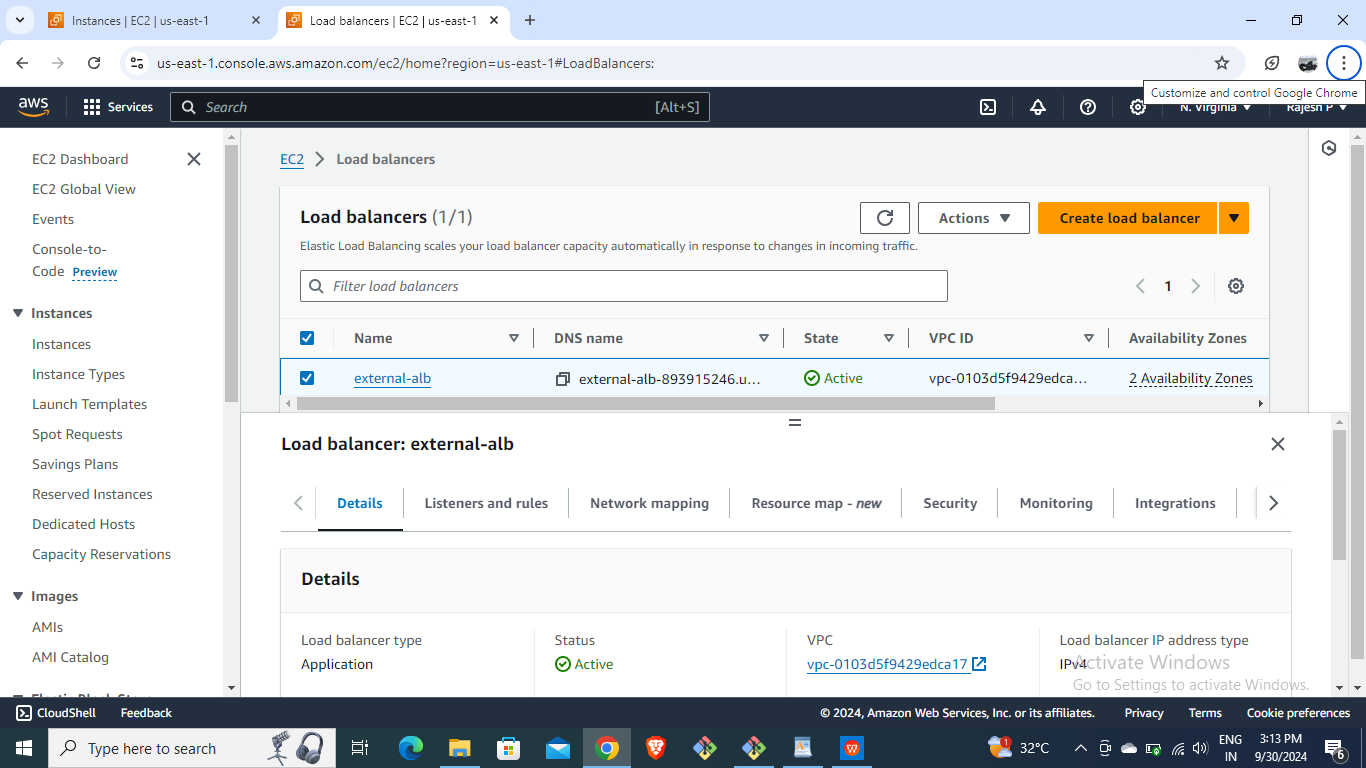 Instances | EC2 | us-east-1
Load balancers | EC2 | us-east-1
us-east-1.console.aws.amazon.com/ec2/home?region=us-east-1#LoadBalancers:
Customize and control Google Chrome
aws
Services
Search
[Alt+S]
N. Virginia
Rajesh P
EC2 Dashboard
EC2 Global View
Events
Console-to-
Code Preview
Instances
Instances
Instance Types
Launch Templates
Spot Requests
Savings Plans
Reserved Instances
Dedicated Hosts
Capacity Reservations
Images
AMIs
AMI Catalog
Elastic Block Store
EC2
Load balancers
Load balancers (1/1)
Actions
Create load balancer
Elastic Load Balancing scales your load balancer capacity automatically in response to changes in incoming traffic.
Filter load balancers
1
Name
DNS name
State
VPC ID
Availability Zones
external-alb
external-alb-893915246.u...
Active
vpc-0103d5f9429edca...
2 Availability Zones
Load balancer: external-alb
Details
Listeners and rules
Network mapping
Resource map - new
Security
Monitoring
Integrations
Details
Load balancer type
Application
Status
Active
VPC
vpc-0103d5f9429edca17
Load balancer IP address type
IPv4
Activate Windows
Go to Settings to activate Windows.
CloudShell
Feedback
© 2024, Amazon Web Services, Inc. or its affiliates.
Privacy
Terms
Cookie preferences
Type here to search
1
32°C
ENG
IN
3:13 PM
9/30/2024
6